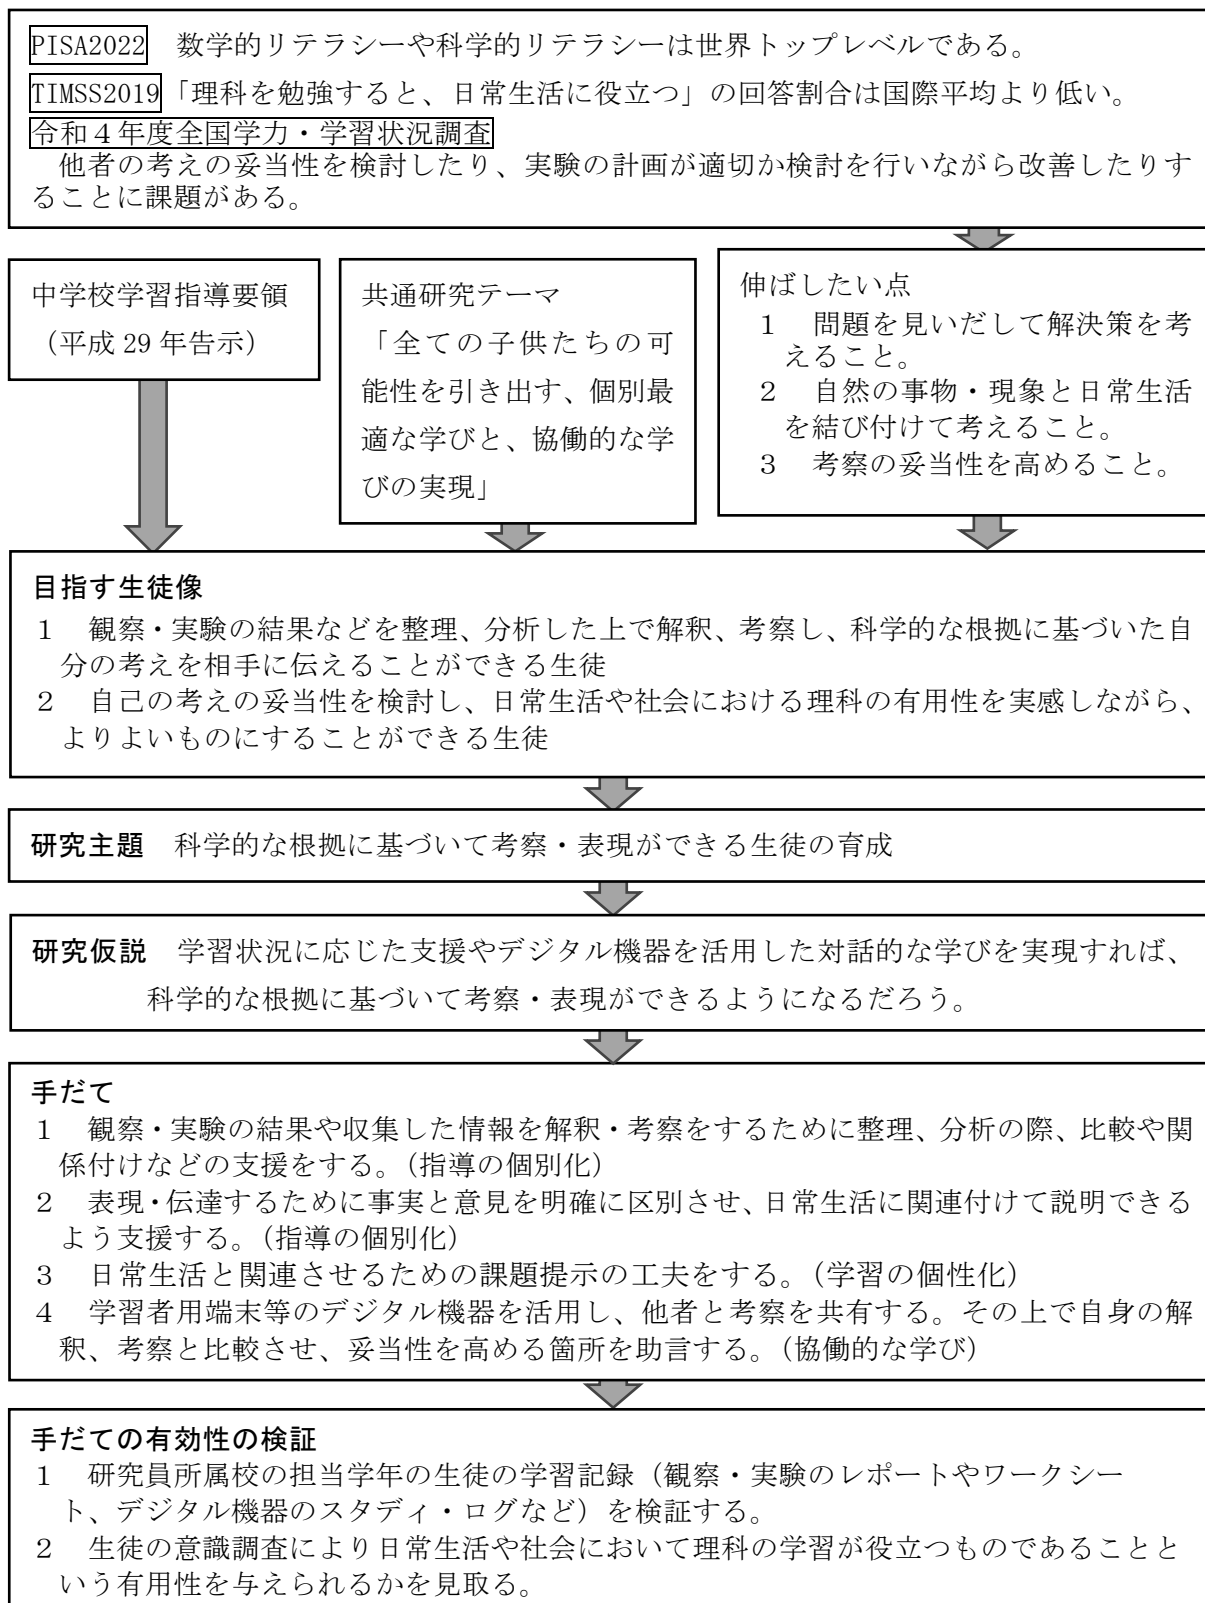 PISA2022　数学的リテラシーや科学的リテラシーは世界トップレベルである。
TIMSS2019「理科を勉強すると、日常生活に役立つ」の回答割合は国際平均より低い。
令和４年度全国学力・学習状況調査
他者の考えの妥当性を検討したり、実験の計画が適切か検討を行いながら改善したりす
ることに課題がある。
中学校学習指導要領
（平成 29 年告示）
共通研究テーマ
「全ての子供たちの可
能性を引き出す、個別最
適な学びと、協働的な学
びの実現」
伸ばしたい点
１　問題を見いだして解決策を考
えること。
２　自然の事物・現象と日常生活
を結び付けて考えること。
３　考察の妥当性を高めること。
目指す生徒像
１　観察・実験の結果などを整理、分析した上で解釈、考察し、科学的な根拠に基づいた自
分の考えを相手に伝えることができる生徒
２　自己の考えの妥当性を検討し、日常生活や社会における理科の有用性を実感しながら、
よりよいものにすることができる生徒
研究主題　科学的な根拠に基づいて考察・表現ができる生徒の育成
研究仮説　学習状況に応じた支援やデジタル機器を活用した対話的な学びを実現すれば、
科学的な根拠に基づいて考察・表現ができるようになるだろう。
手だて
１　観察・実験の結果や収集した情報を解釈・考察をするために整理、分析の際、比較や関
係付けなどの支援をする。（指導の個別化）
２　表現・伝達するために事実と意見を明確に区別させ、日常生活に関連付けて説明できる
よう支援する。（指導の個別化）
３　日常生活と関連させるための課題提示の工夫をする。（学習の個性化）
４　学習者用端末等のデジタル機器を活用し、他者と考察を共有する。その上で自身の解
釈、考察と比較させ、妥当性を高める箇所を助言する。（協働的な学び）
手だての有効性の検証
１　研究員所属校の担当学年の生徒の学習記録（観察・実験のレポートやワークシー
ト、デジタル機器のスタディ・ログなど）を検証する。
２　生徒の意識調査により日常生活や社会において理科の学習が役立つものであることと
いう有用性を与えられるかを見取る。